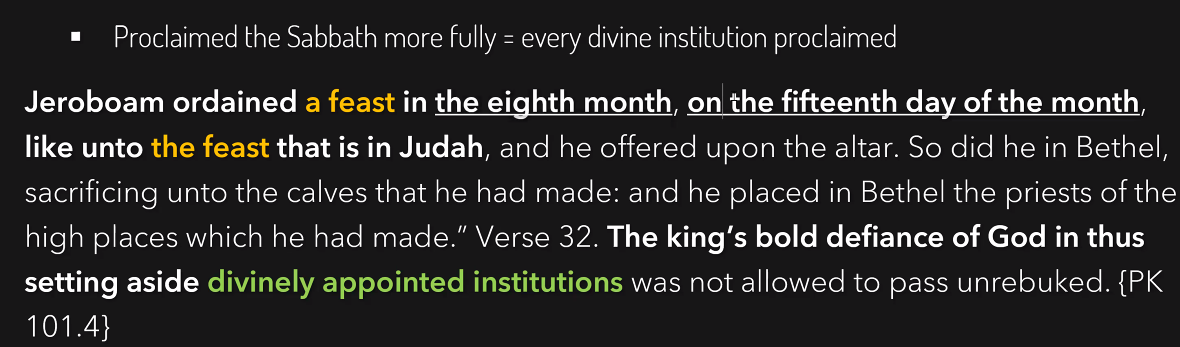 ▪ Proclaimed the Sabbath more fully = every divine institution proclaimed
Jeroboam ordained a feast in the eighth month, on the fifteenth day of the month,
like unto the feast that is in Judah, and he offered upon the altar. So did he in Bethel,
sacrificing unto the calves that he had made: and he placed in Bethel the priests of the
high places which he had made.” Verse 32. The king’s bold defiance of God in thus
setting aside divinely appointed institutions was not allowed to pass unrebuked. {PK
101.4}